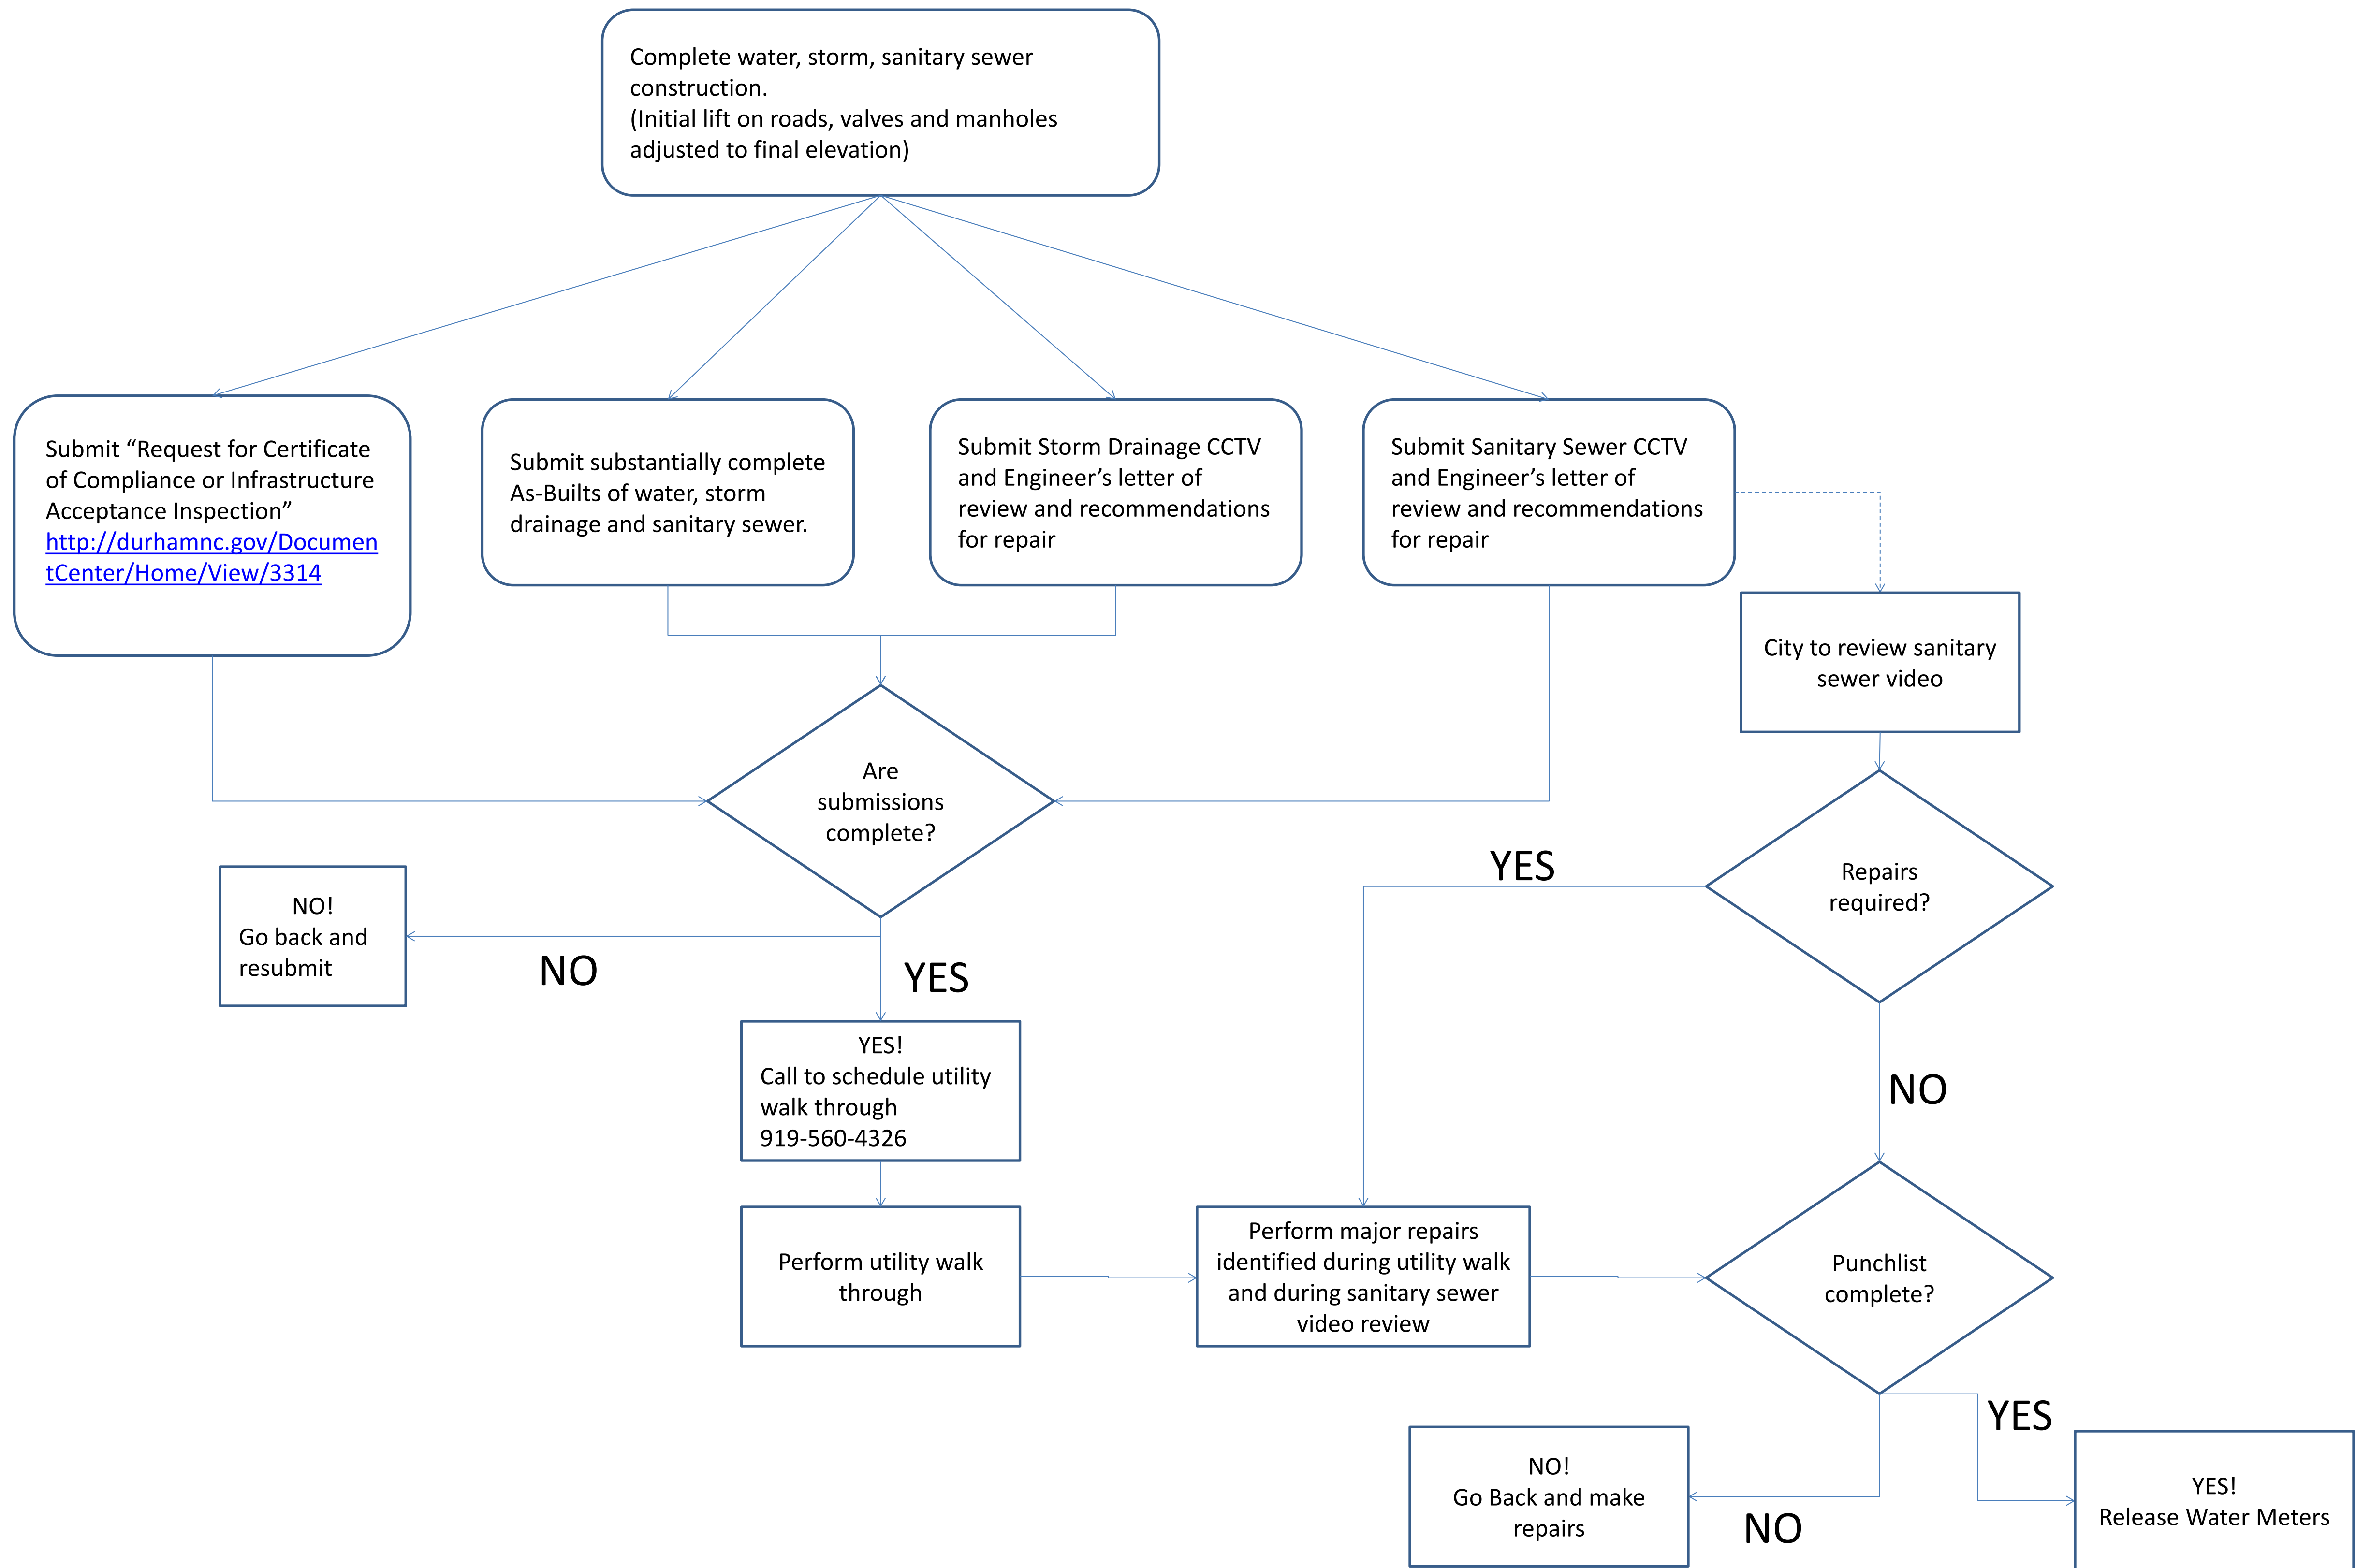 Complete water, storm, sanitary sewer
construction.
(Initial lift on roads, valves and manholes
adjusted to final elevation)
Submit “Request for Certificate
of Compliance or Infrastructure
Acceptance Inspection”
http://durhamnc.gov/Documen
tCenter/Home/View/3314
Submit substantially complete
As-Builts of water, storm
drainage and sanitary sewer.
Submit Storm Drainage CCTV
and Engineer’s letter of
review and recommendations
for repair
Submit Sanitary Sewer CCTV
and Engineer’s letter of
review and recommendations
for repair
City to review sanitary
sewer video
Are
submissions
complete?
Repairs
required?
YES
NO!
Go back and
resubmit
NO
YES
YES!
Call to schedule utility
walk through
919-560-4326
NO
Perform utility walk
through
Perform major repairs
identified during utility walk
and during sanitary sewer
video review
Punchlist
complete?
YES
NO!
Go Back and make
repairs
NO
YES!
Release Water Meters